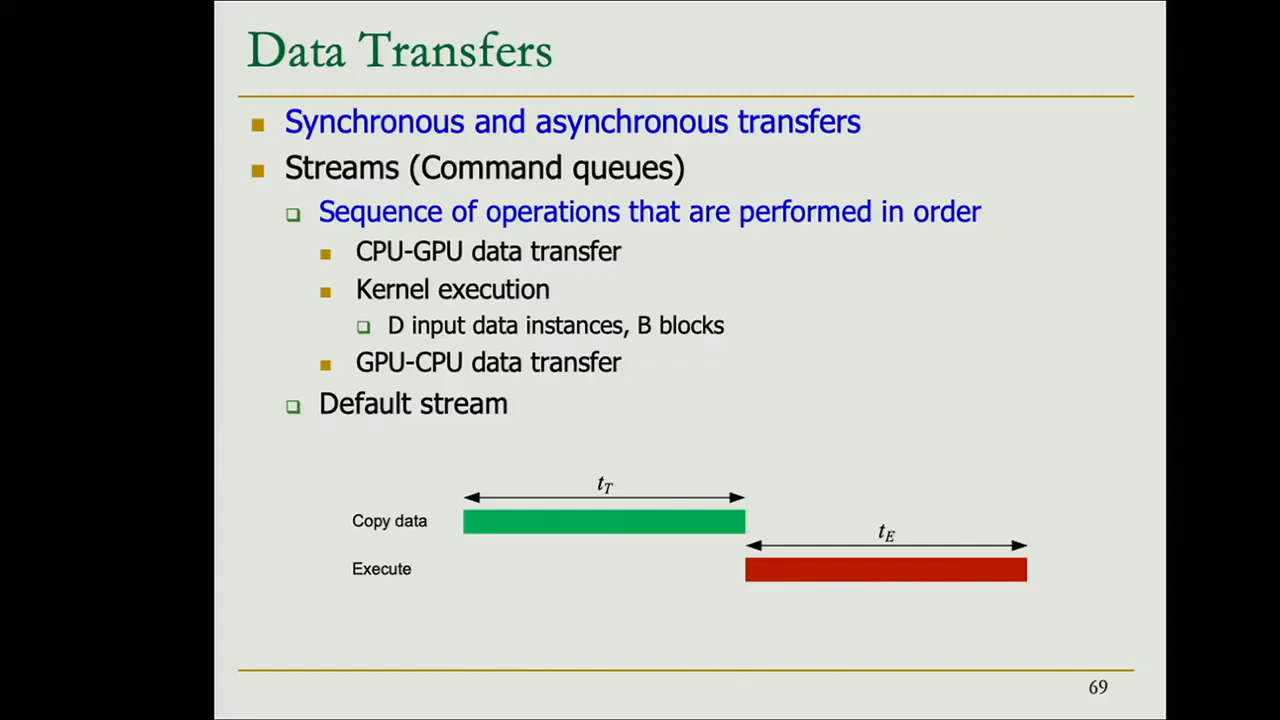 Data Transfers
Synchronous and asynchronous transfers
Streams (Command queues)
Sequence of operations that are performed in order
CPU-GPU data transfer
Kernel execution
D input data instances, B blocks
GPU-CPU data transfer
Default stream
tT
Copy data
tE
Execute
69